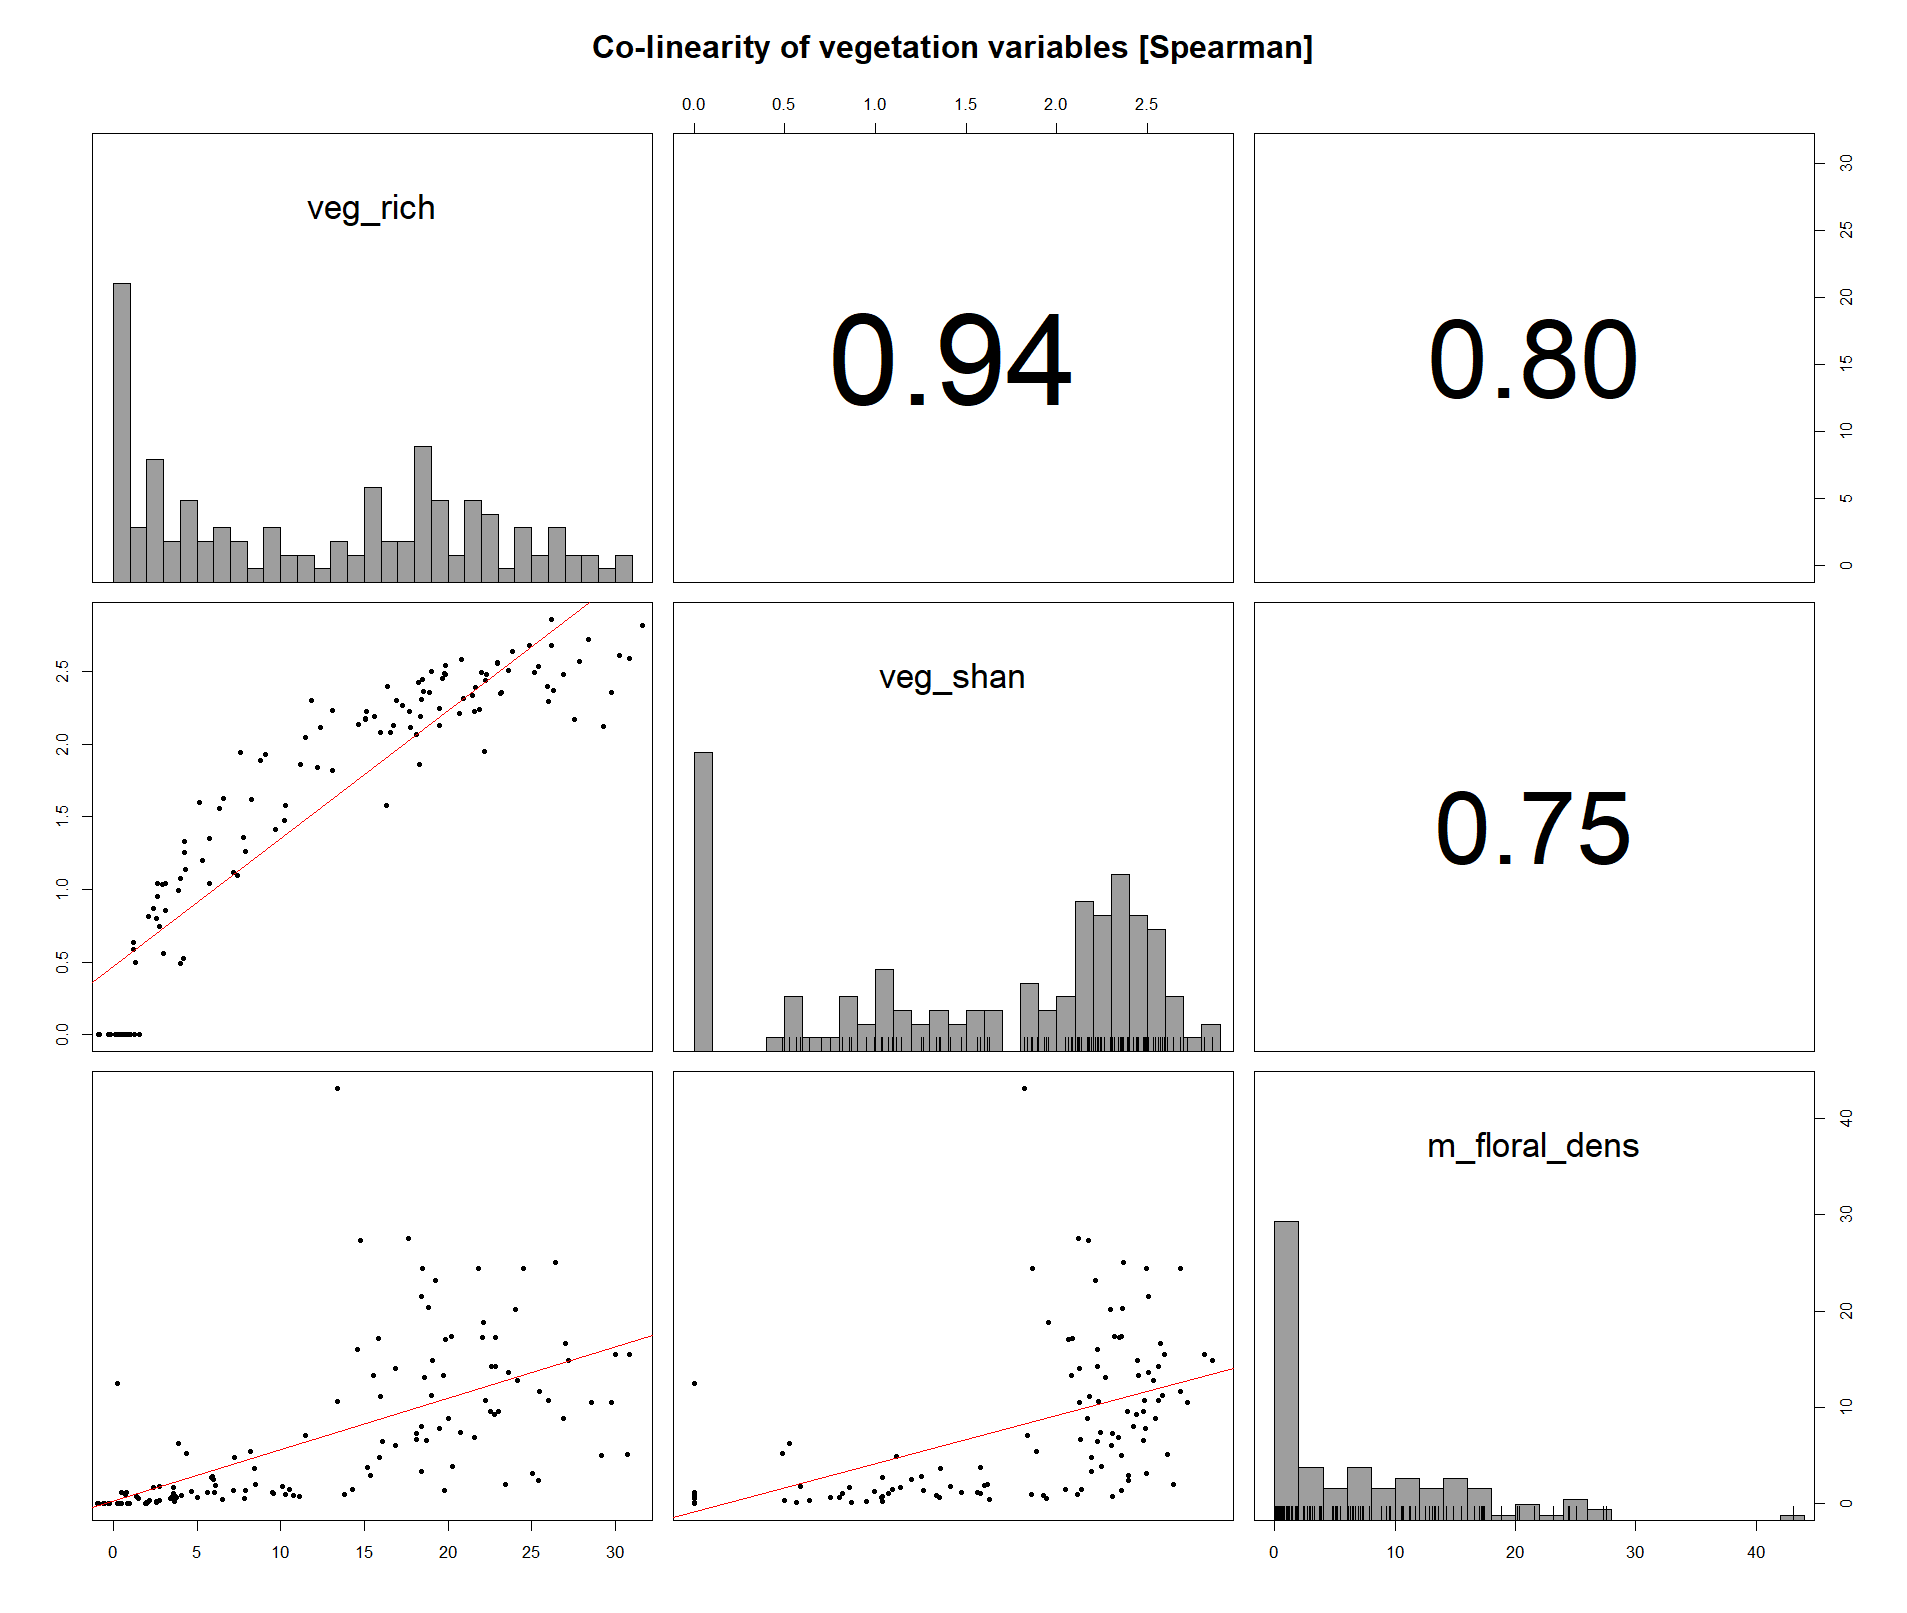 Co-linearity of vegetation variables [Spearman]
0.0 0.5 1.0 1.5 2.0 2.5
veg_rich
0.94
0.80
30 25 20 15 10 5 0
2.5 2.0 1.5 1.0 0.5 0.0
veg_shan
0.75
m_floral_dens
40 30 20 10 0
0 5 10 15 20 25 30
0 10 20 30 40